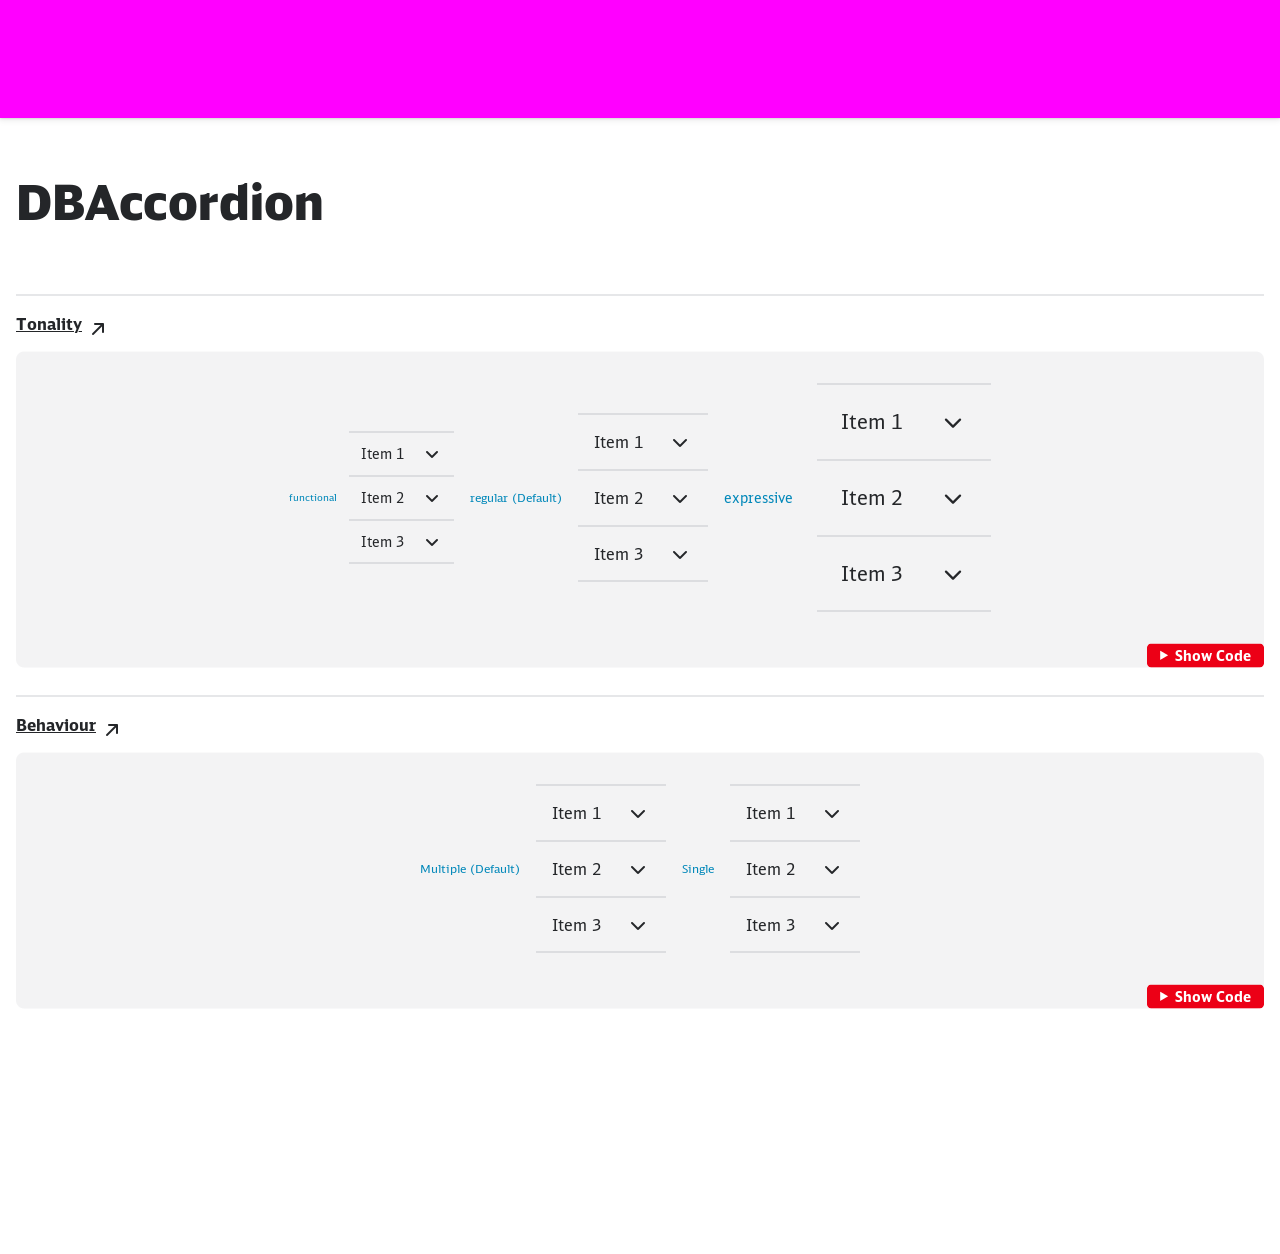 DBAccordion
Tonality
functional
Item 1
Item 2
Item 3
regular (Default)
Item 1
Item 2
Item 3
expressive
Item 1
Item 2
Item 3
Show Code
Behaviour
Multiple (Default)
Item 1
Item 2
Item 3
Single
Item 1
Item 2
Item 3
Show Code